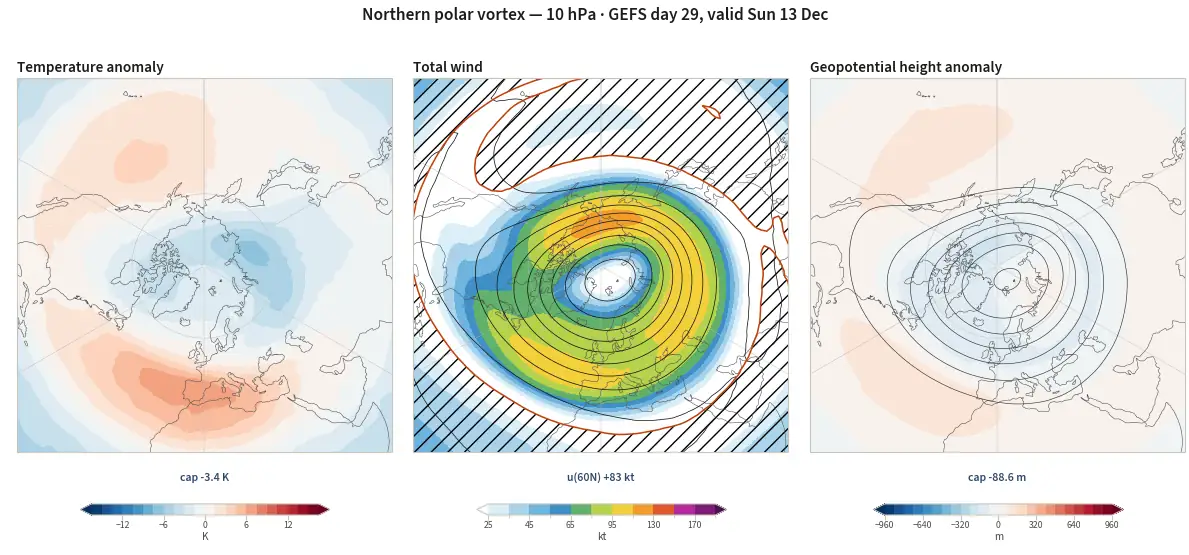 Northern polar vortex — 10 hPa · GEFS day 29, valid Sun 13 Dec
Temperature anomaly
Total wind
Geopotential height anomaly
cap -3.4 K
u(60N) +83 kt
cap -88.6 m
−12 −6 0 6 12
K
25 45 65 95 130 170
kt
−960 −640 −320 0 320 640 960
m